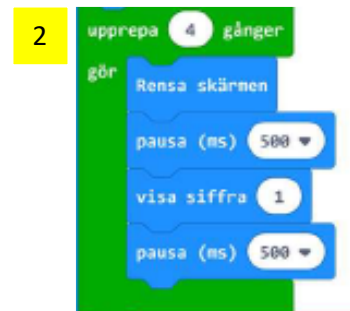 2
upprepa 4 gånger
gör
Rensa skärmen
pausa (ms) 500
visa siffra 1
pausa (ms) 500